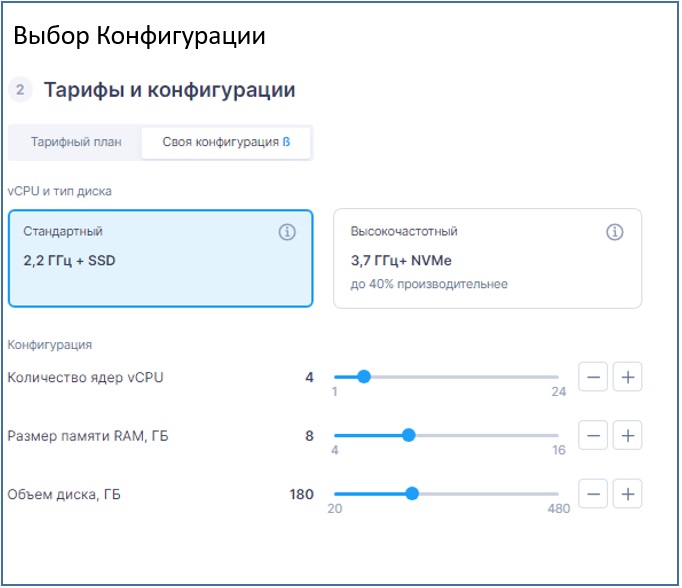 Выбор Конфигурации
2 Тарифы и конфигурации
Тарифный план Своя конфигурация ß
vCPU и тип диска
Стандартный
2,2 ГГц + SSD
Высокочастотный
3,7 ГГц+ NVMe
до 40% производительнее
Конфигурация
Количество ядер vCPU 4
1 24
Размер памяти RAM, ГБ 8
4 16
Объем диска, ГБ 180
20 480